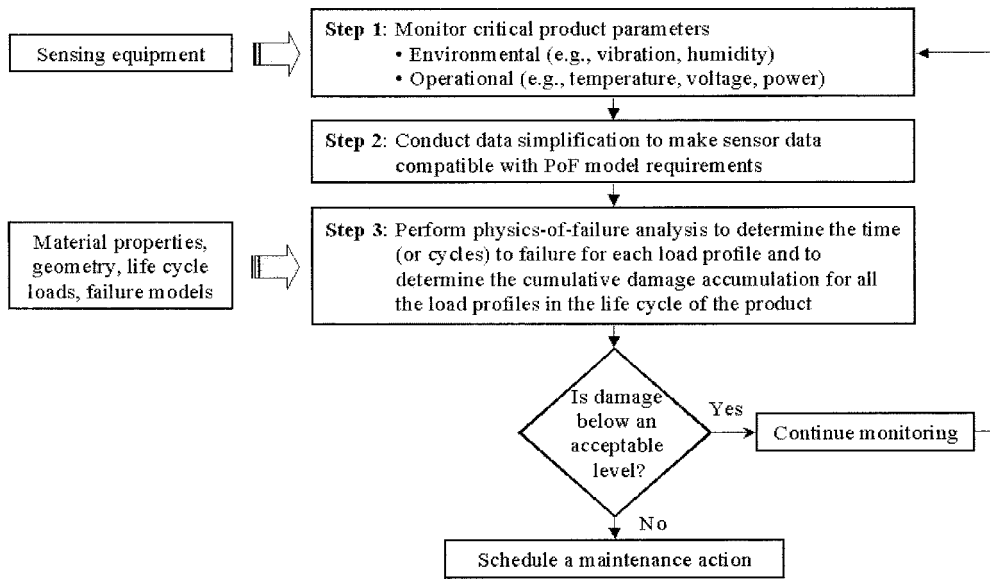 Sensing equipment
Step 1: Monitor critical product parameters
• Environmental (e.g., vibration, humidity)
• Operational (e.g., temperature, voltage, power)
Step 2: Conduct data simplification to make sensor data
compatible with PoF model requirements
Material properties,
geometry, life cycle
loads, failure models
Step 3: Perform physics-of-failure analysis to determine the time
(or cycles) to failure for each load profile and to
determine the cumulative damage accumulation for all
the load profiles in the life cycle of the product
Is damage
below an
acceptable
level?
Yes
Continue monitoring
No
Schedule a maintenance action